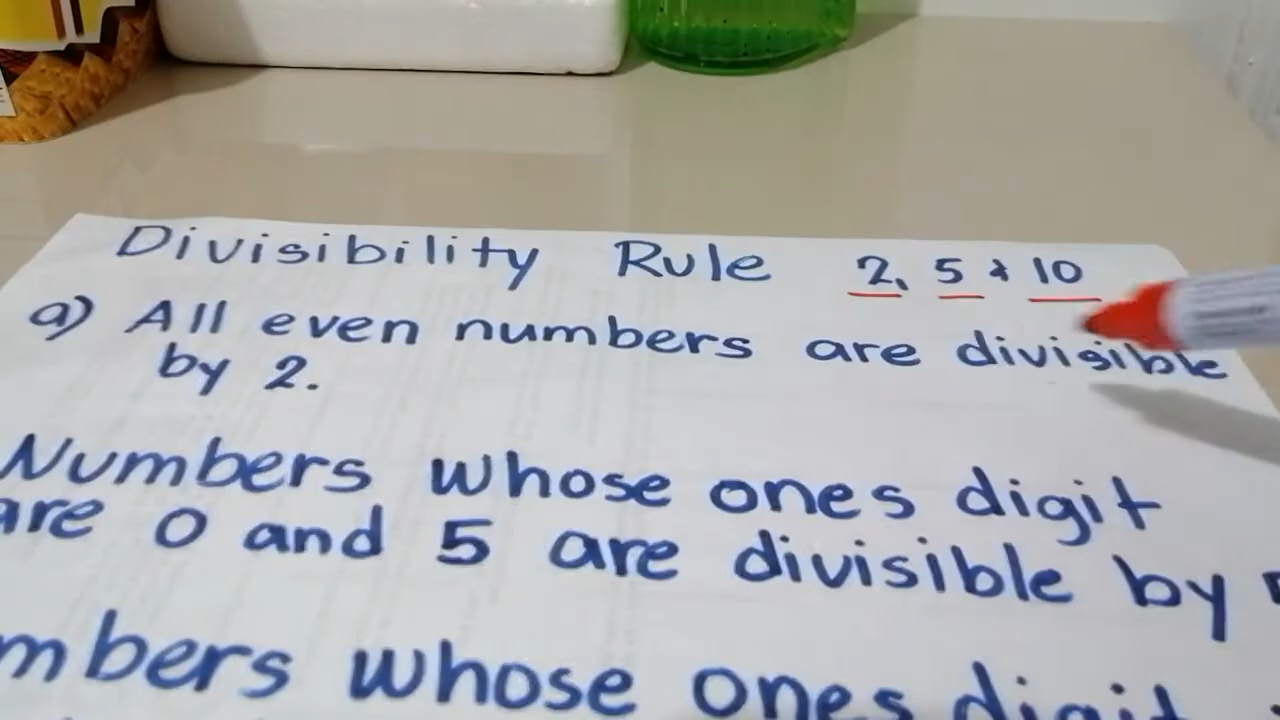 Divisibility Rule 2, 5 & 10
a) All even numbers are divisible
by 2.
Numbers whose ones digit
are 0 and 5 are divisible by
whose ones digit